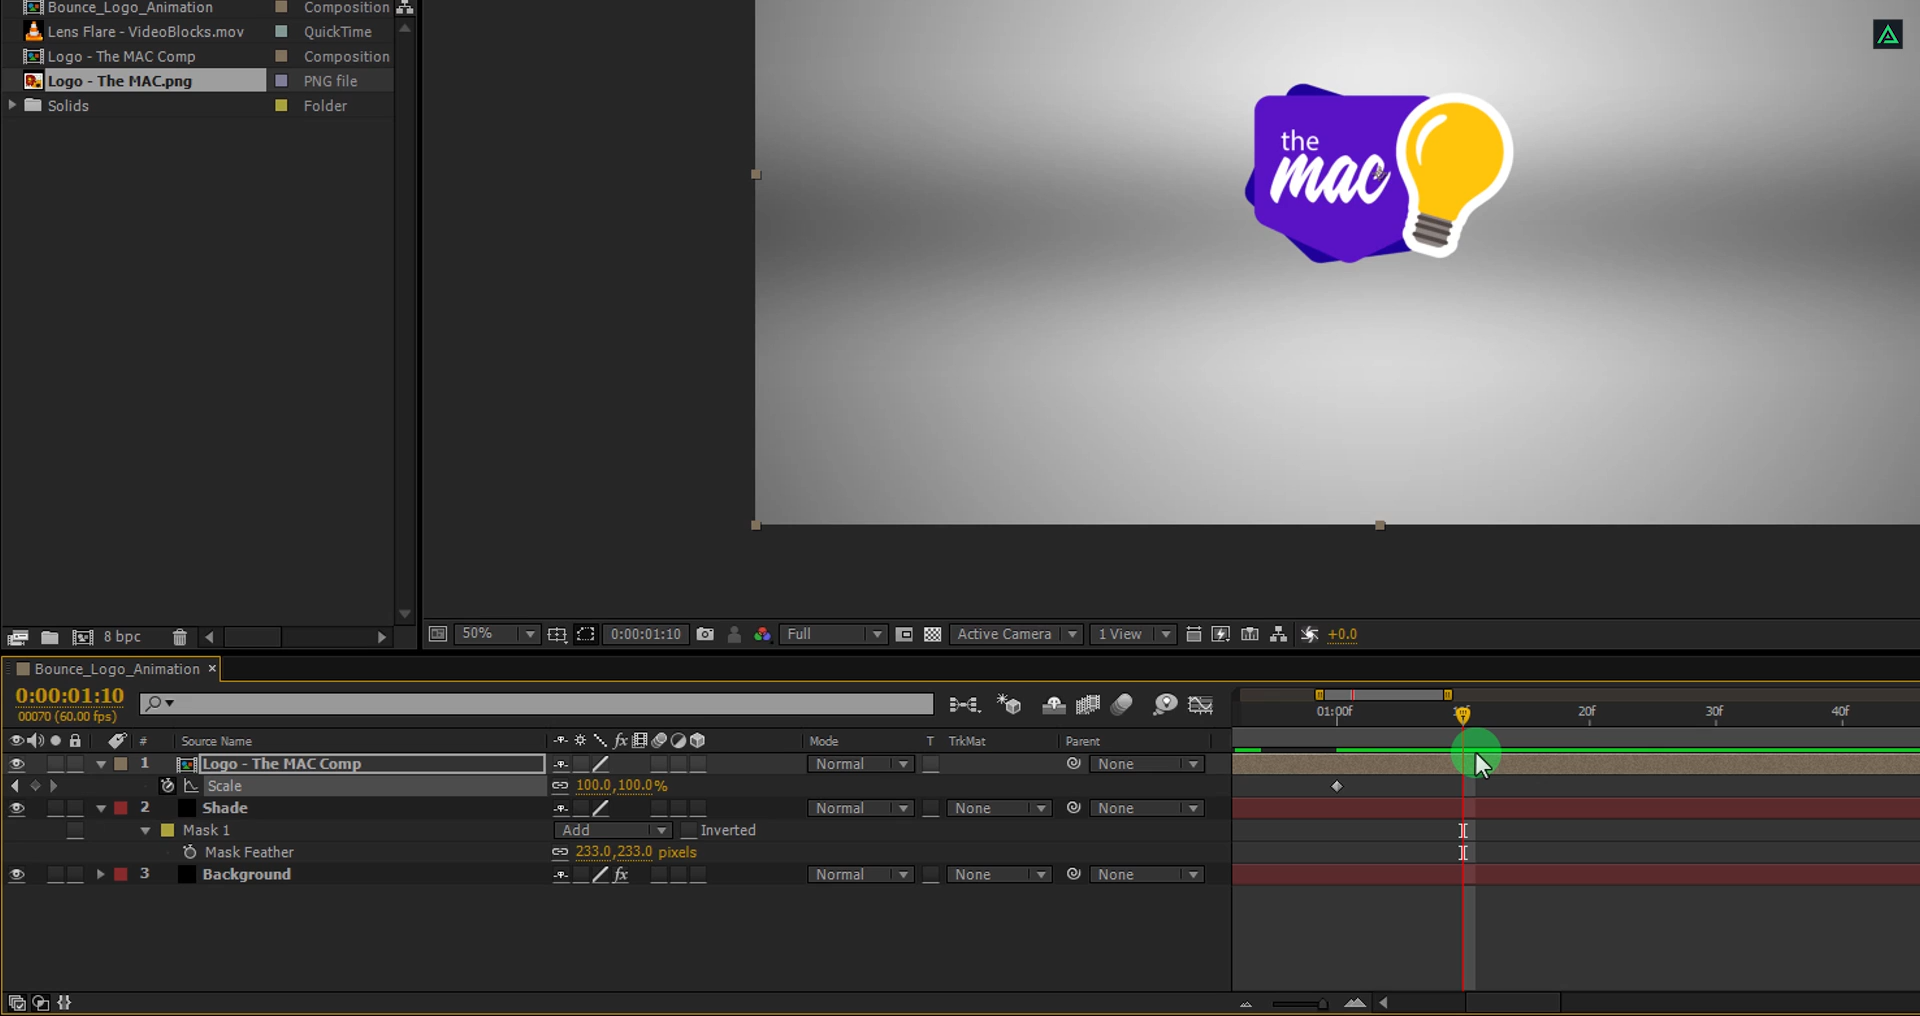 Bounce_Logo_Animation Composition
Lens Flare - VideoBlocks.mov QuickTime
Logo - The MAC Comp Composition
Logo - The MAC.png PNG file
Solids Folder
the
mac
8 bpc
50% 0:00:01:10 Full Active Camera 1 View +0.0
Bounce_Logo_Animation ×
0:00:01:10
00070 (60.00 fps)
01:00f 20f 30f 40f
# Source Name fx Mode T TrkMat Parent
1 Logo - The MAC Comp Normal None
Scale 100.0,100.0%
2 Shade Normal None None
Mask 1 Add Inverted
Mask Feather 233.0,233.0 pixels
3 Background fx Normal None None